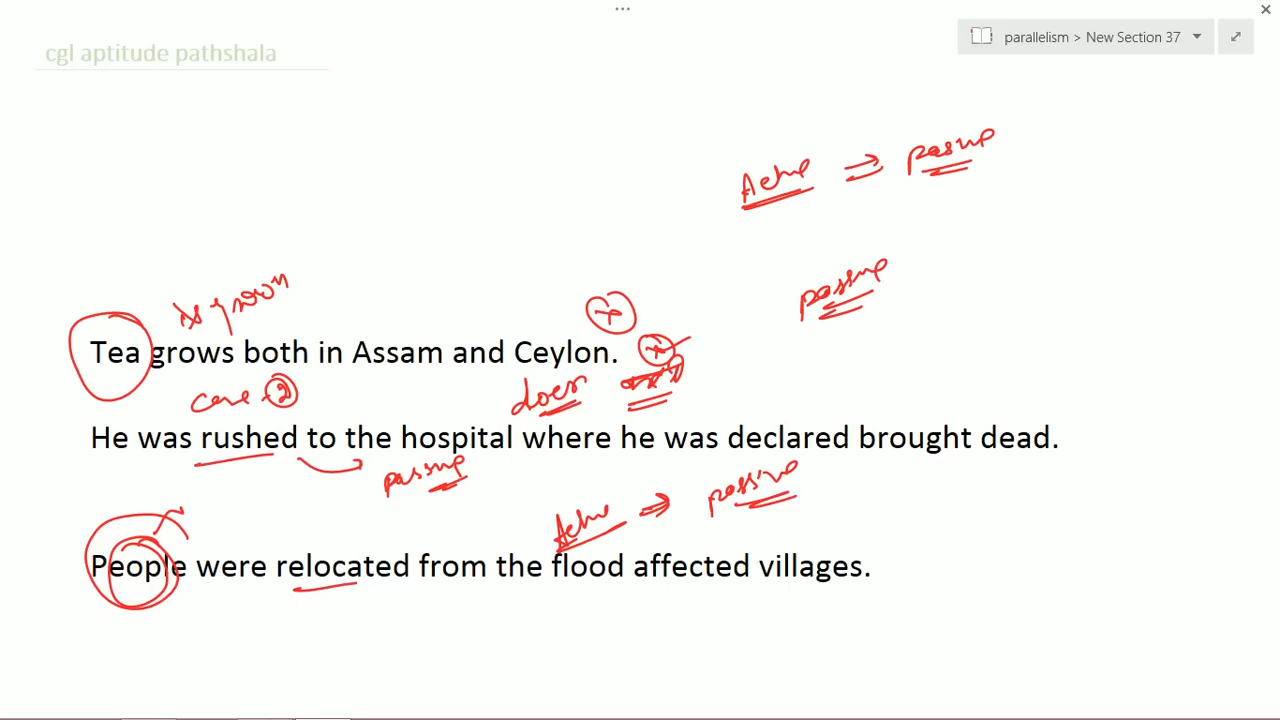 ...
cgl aptitude pathshala
parallelism > New Section 37
Active ⇒ passive
passive
is grown
Tea grows both in Assam and Ceylon.
case - 2
doer
He was rushed to the hospital where he was declared brought dead.
passive
Active ⇒ passive
People were relocated from the flood affected villages.